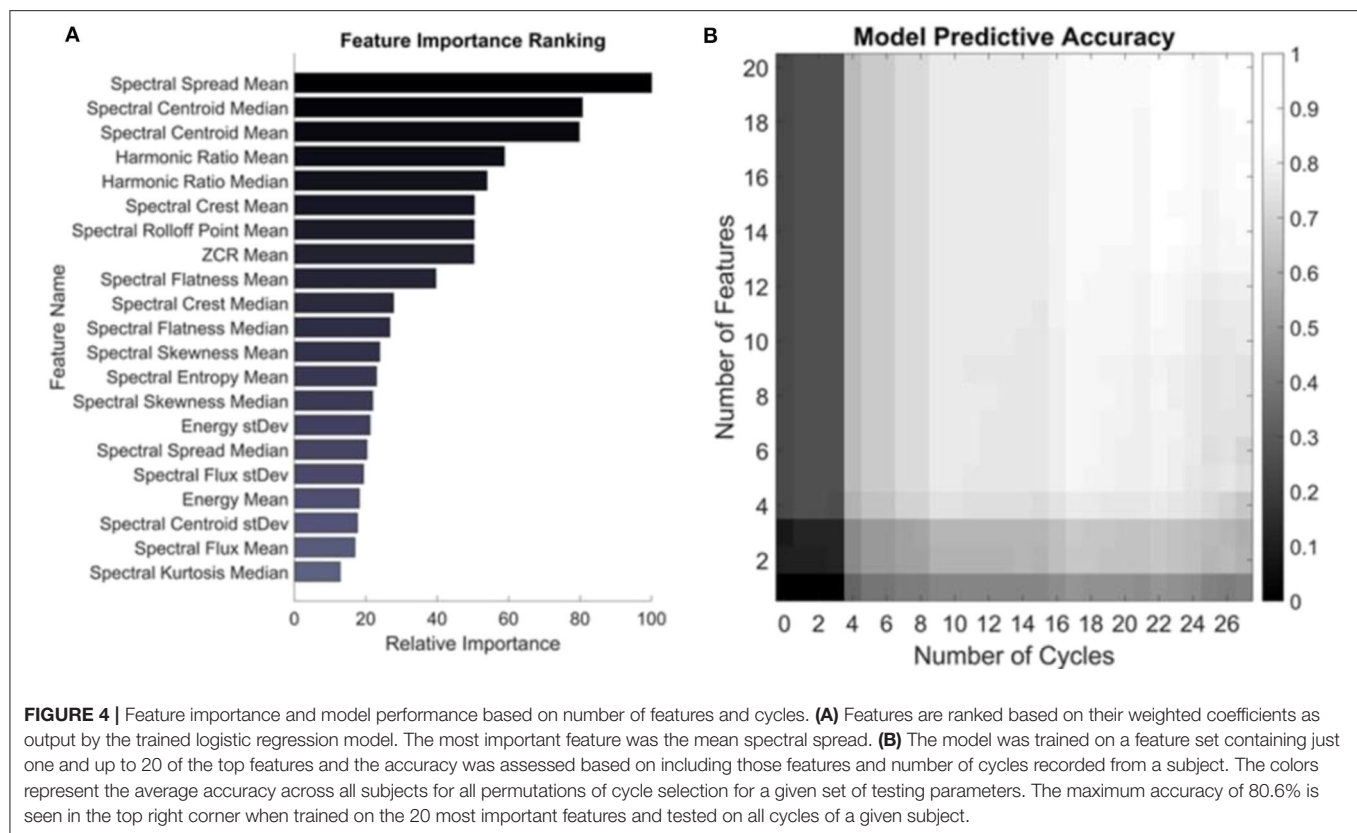 A
Feature Importance Ranking
Feature Name
Spectral Spread Mean
Spectral Centroid Median
Spectral Centroid Mean
Harmonic Ratio Mean
Harmonic Ratio Median
Spectral Crest Mean
Spectral Rolloff Point Mean
ZCR Mean
Spectral Flatness Mean
Spectral Crest Median
Spectral Flatness Median
Spectral Skewness Mean
Spectral Entropy Mean
Spectral Skewness Median
Energy stDev
Spectral Spread Median
Spectral Flux stDev
Energy Mean
Spectral Centroid stDev
Spectral Flux Mean
Spectral Kurtosis Median
0 20 40 60 80 100
Relative Importance
B
Model Predictive Accuracy
Number of Features
20
18
16
14
12
10
8
6
4
2
0 2 4 6 8 10 12 14 16 18 20 22 24 26
Number of Cycles
1
0.9
0.8
0.7
0.6
0.5
0.4
0.3
0.2
0.1
0
FIGURE 4 | Feature importance and model performance based on number of features and cycles. (A) Features are ranked based on their weighted coefficients as
output by the trained logistic regression model. The most important feature was the mean spectral spread. (B) The model was trained on a feature set containing just
one and up to 20 of the top features and the accuracy was assessed based on including those features and number of cycles recorded from a subject. The colors
represent the average accuracy across all subjects for all permutations of cycle selection for a given set of testing parameters. The maximum accuracy of 80.6% is
seen in the top right corner when trained on the 20 most important features and tested on all cycles of a given subject.